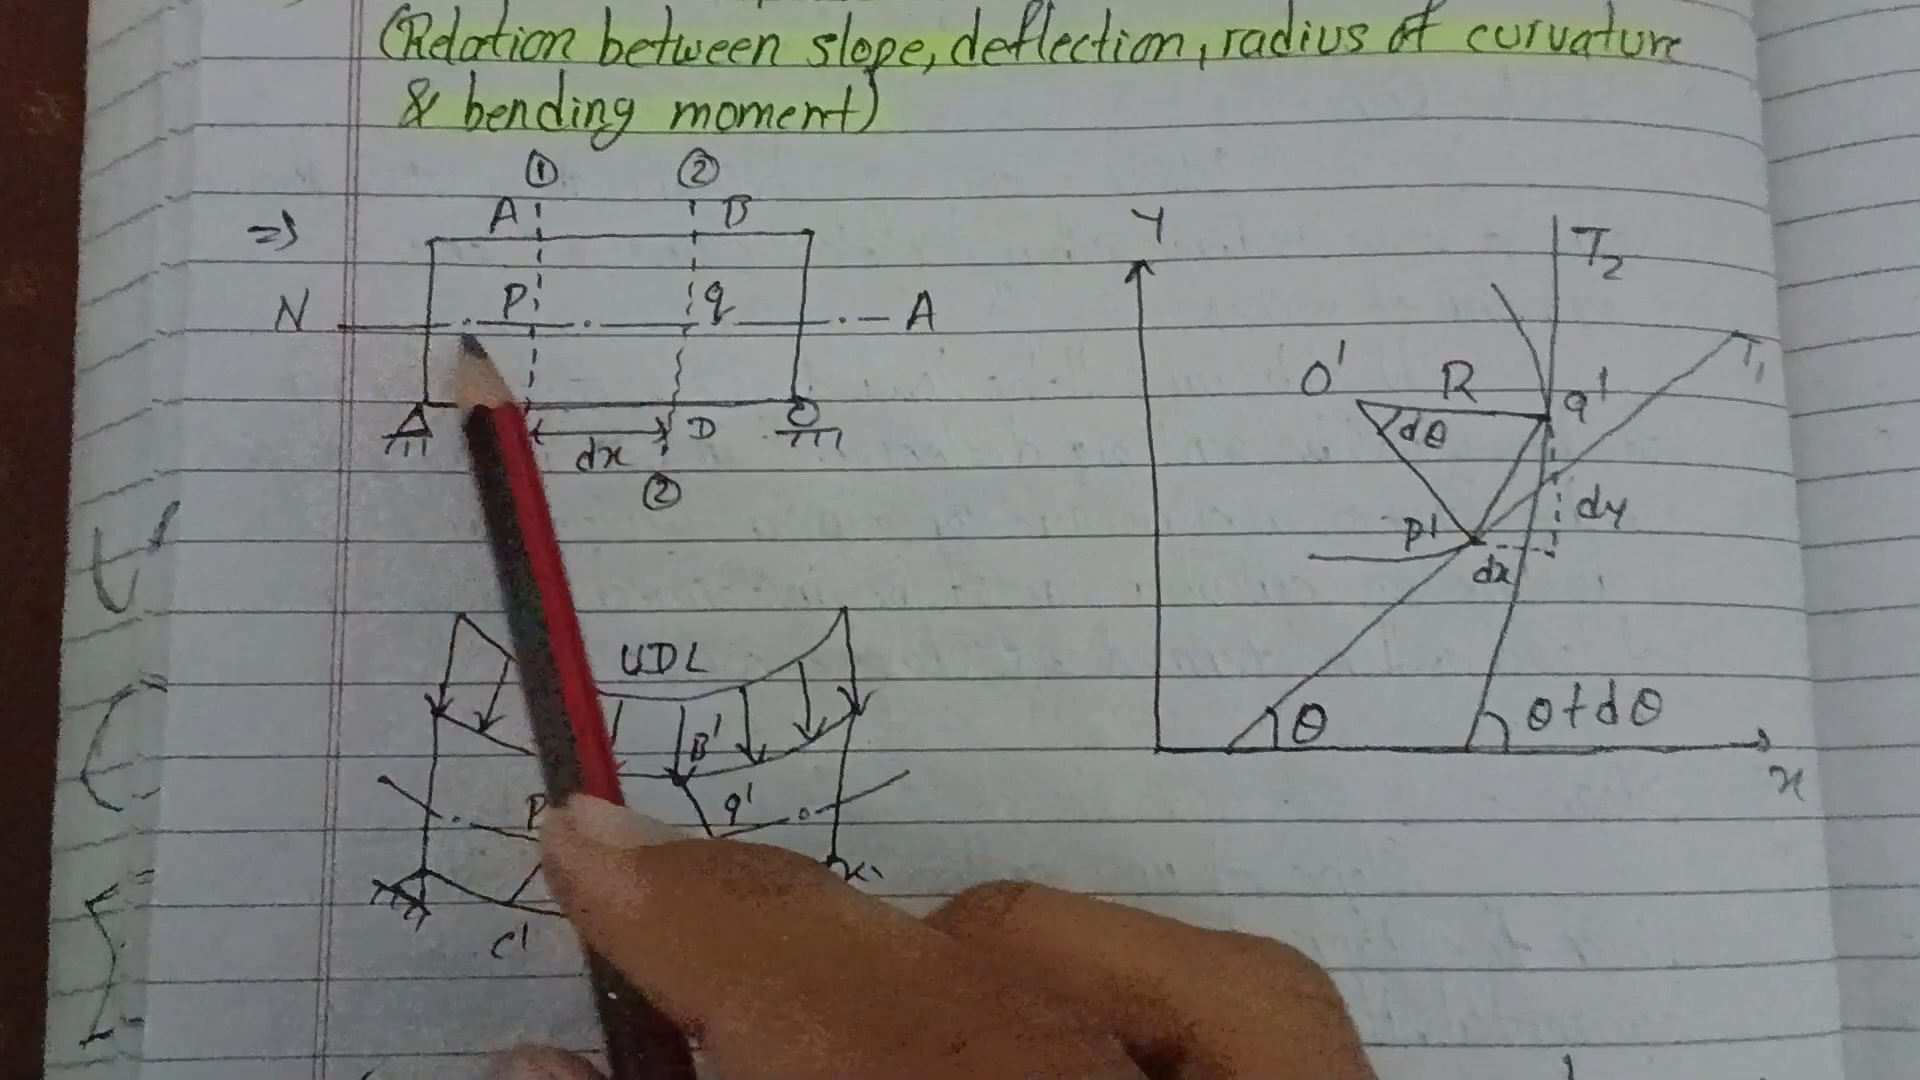 (Relation between slope, deflection, radius of curvature
& bending moment)
① ②
A B
=>
P q
N A
dx D
②
UDL
B'
P q'
C'
Y
T2
T1
O' R q'
dθ
dy
P'
dx
θ θ+dθ
x